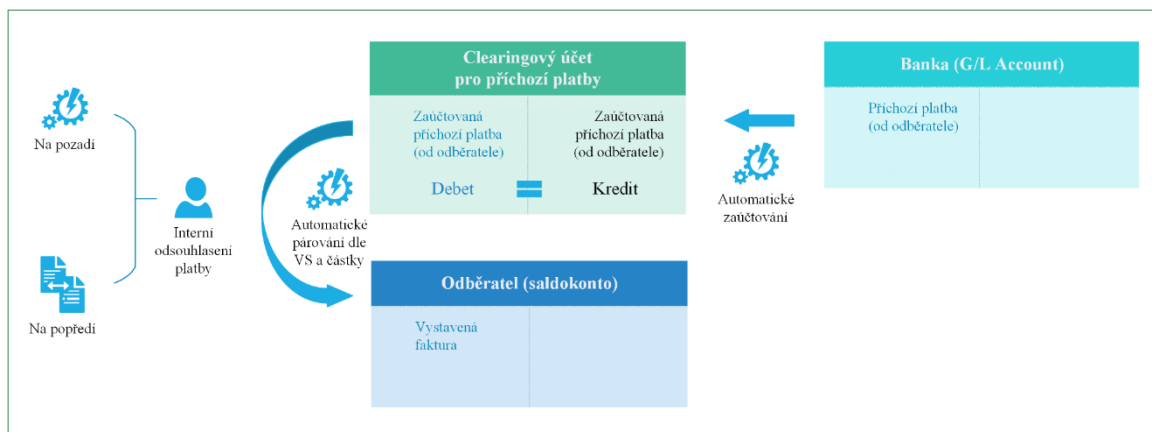 Na pozadí
Na popředí
Interní
odsouhlasení
platby
Automatické
párování dle
VS a částky
Clearingový účet
pro příchozí platby
Zaúčtovaná
příchozí platba
(od odběratele)
Debet
Zaúčtovaná
příchozí platba
(od odběratele)
Kredit
Odběratel (saldokonto)
Vystavená
faktura
Automatické
zaúčtování
Banka (G/L Account)
Příchozí platba
(od odběratele)